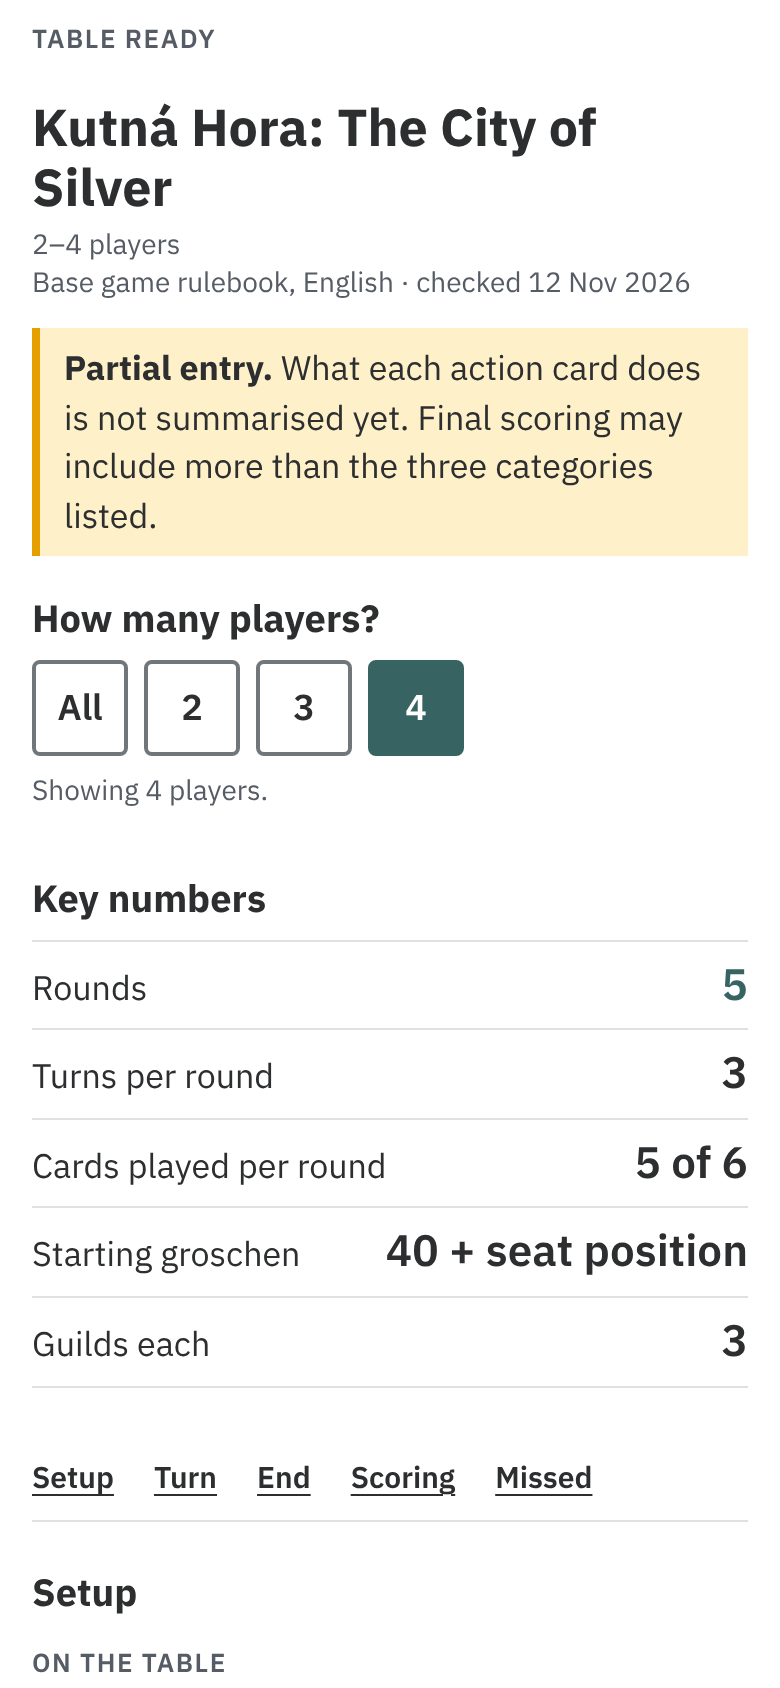 TABLE READY
Kutná Hora: The City of
Silver
2–4 players
Base game rulebook, English · checked 12 Nov 2026
Partial entry. What each action card does
is not summarised yet. Final scoring may
include more than the three categories
listed.
How many players?
All 2 3 4
Showing 4 players.
Key numbers
Rounds 5
Turns per round 3
Cards played per round 5 of 6
Starting groschen 40 + seat position
Guilds each 3
Setup Turn End Scoring Missed
Setup
ON THE TABLE